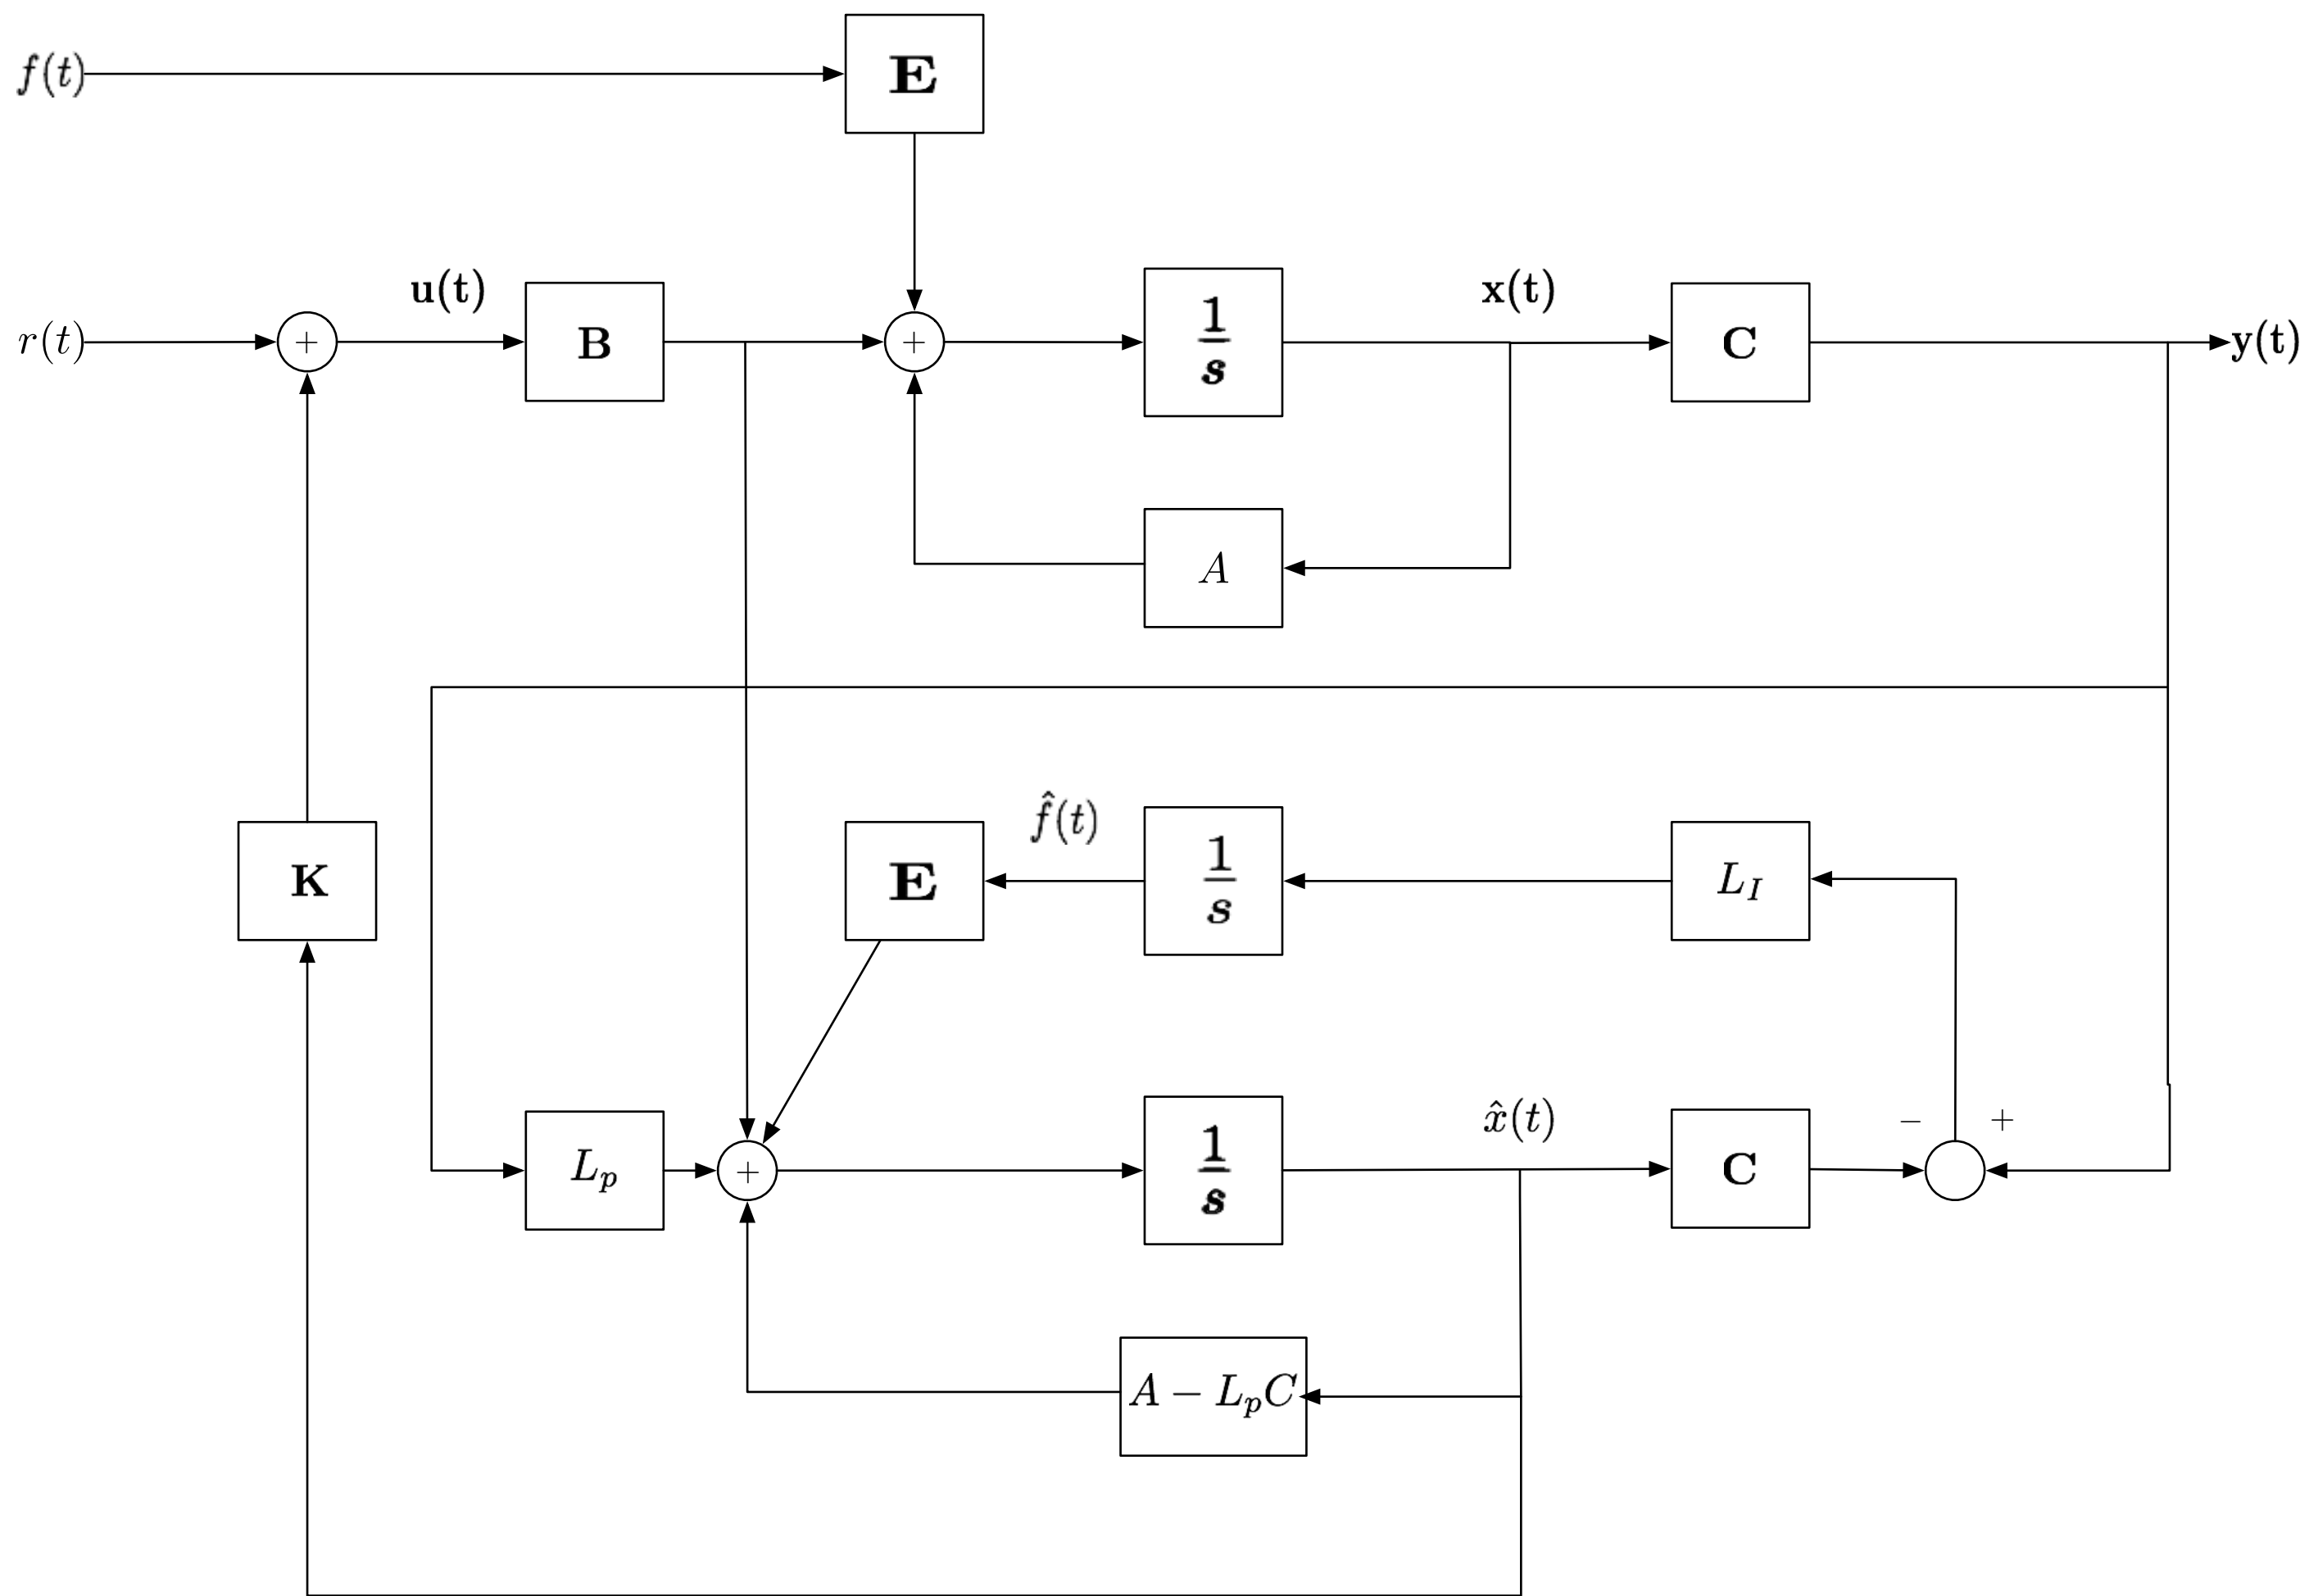 f(t)
E
r(t)
+
u(t)
B
+
1/s
x(t)
C
y(t)
A
K
E
f̂(t)
1/s
L_I
L_p
+
1/s
x̂(t)
C
−
+
A − L_pC